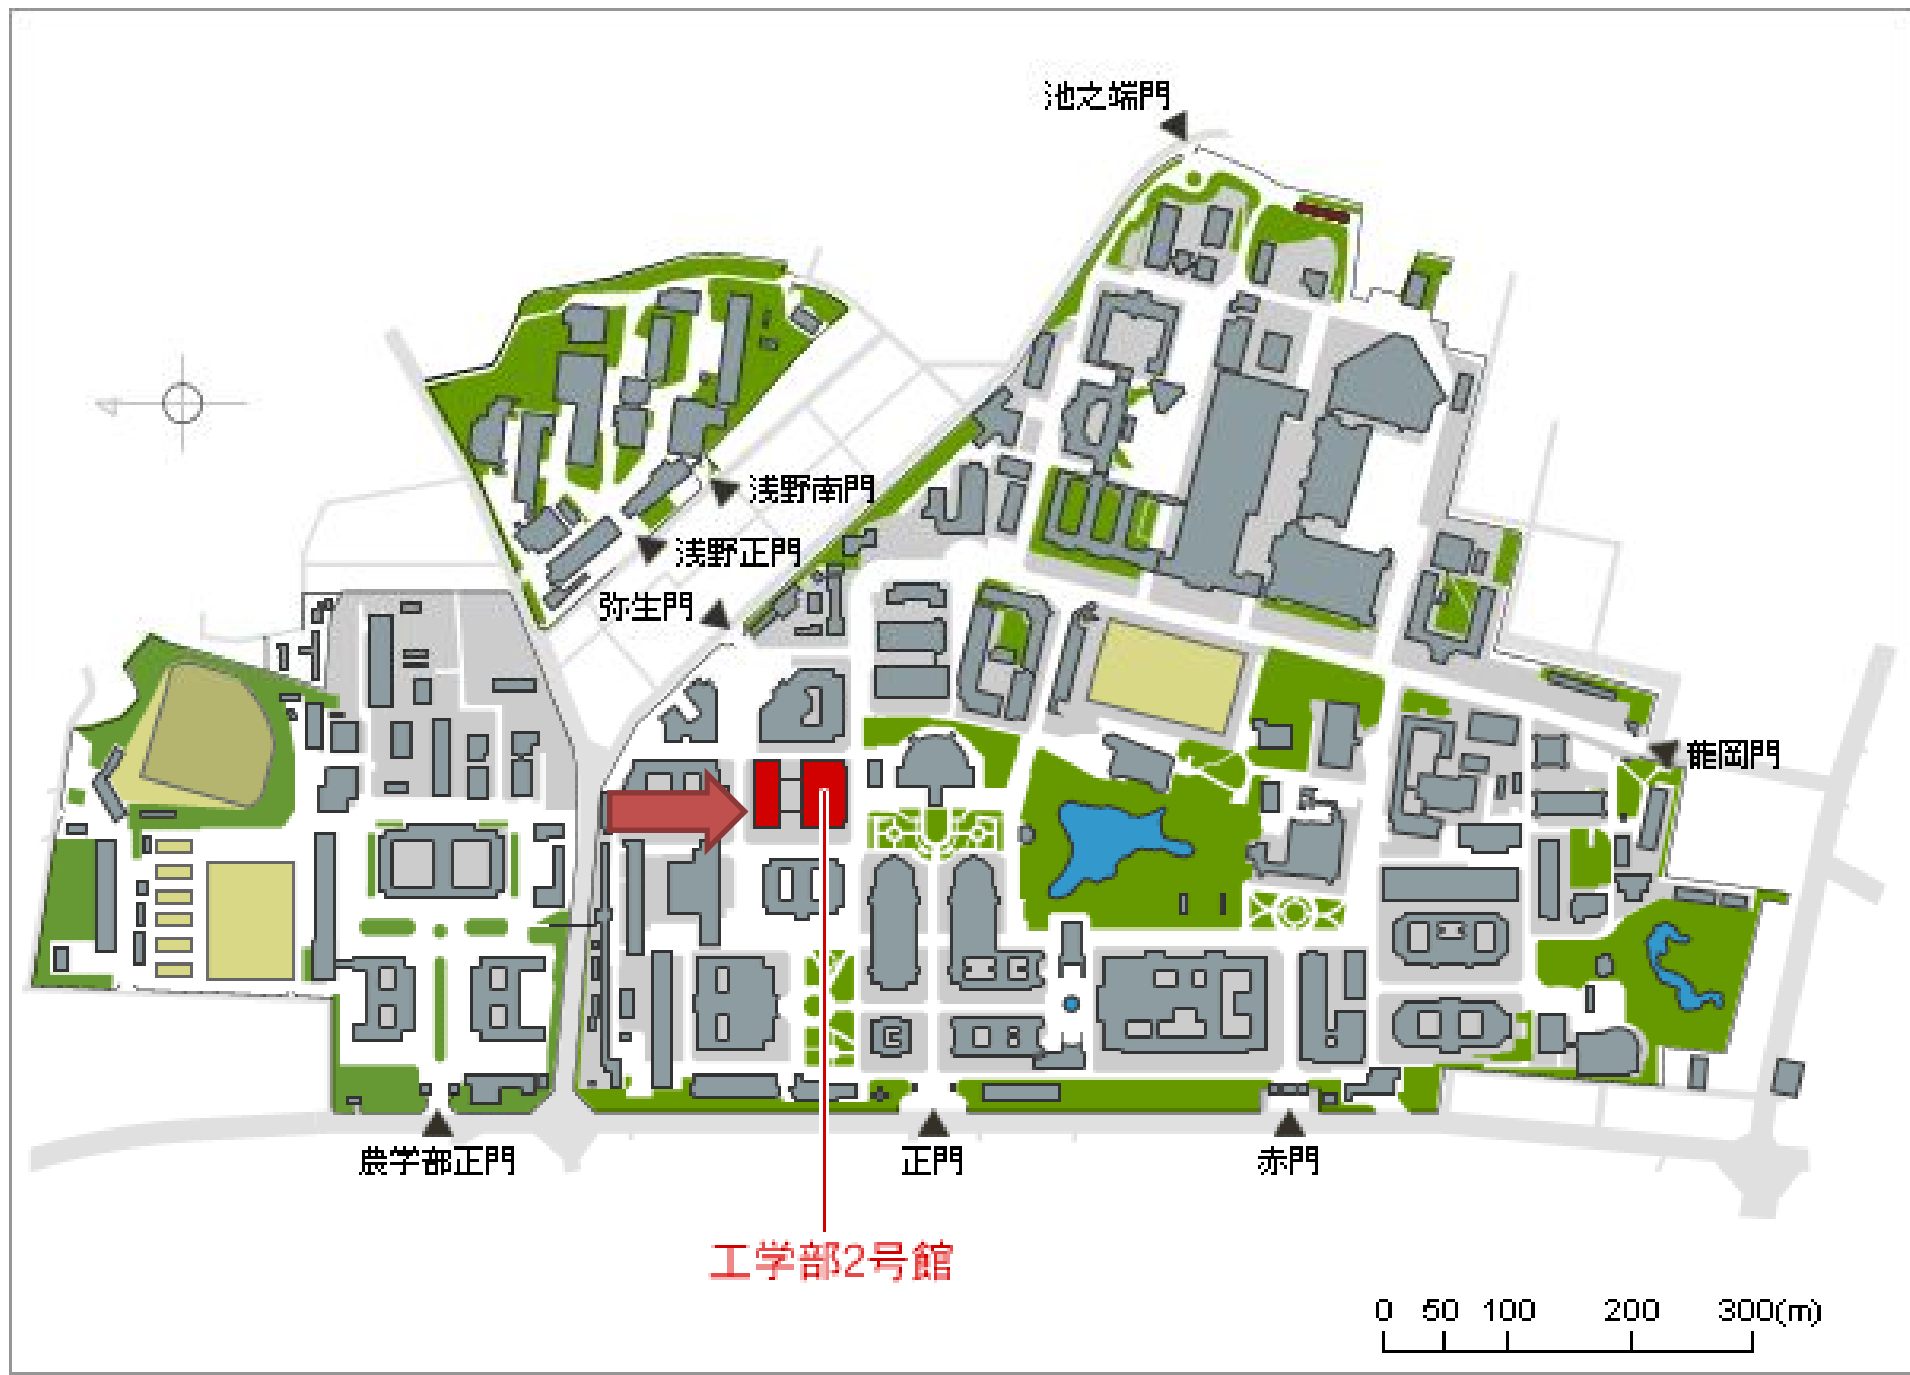 池之端門
浅野南門
浅野正門
弥生門
龍岡門
農学部正門
正門
赤門
工学部2号館
0 50 100 200 300(m)